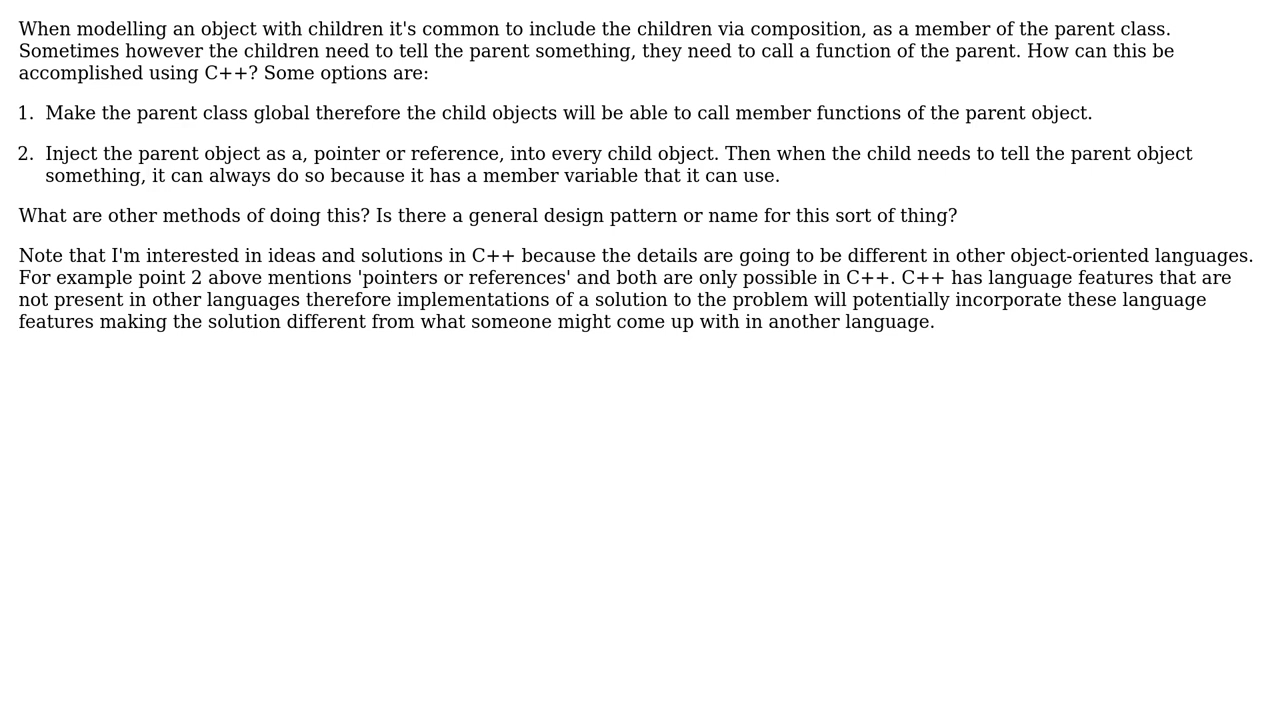 When modelling an object with children it's common to include the children via composition, as a member of the parent class.
Sometimes however the children need to tell the parent something, they need to call a function of the parent. How can this be
accomplished using C++? Some options are:
1. Make the parent class global therefore the child objects will be able to call member functions of the parent object.
2. Inject the parent object as a, pointer or reference, into every child object. Then when the child needs to tell the parent object
something, it can always do so because it has a member variable that it can use.
What are other methods of doing this? Is there a general design pattern or name for this sort of thing?
Note that I'm interested in ideas and solutions in C++ because the details are going to be different in other object-oriented languages.
For example point 2 above mentions 'pointers or references' and both are only possible in C++. C++ has language features that are
not present in other languages therefore implementations of a solution to the problem will potentially incorporate these language
features making the solution different from what someone might come up with in another language.